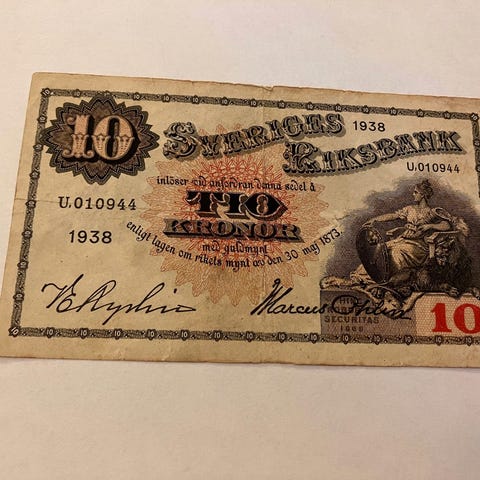 10
SVERIGES
1938
RIKSBANK
U.010944
inlöser vid anfordran denna sedel å
U.010944
TIO
KRONOR
1938
med guldmynt
enligt lagen om rikets mynt av den 30 maj 1873.
Marcus
SECURITAS
10